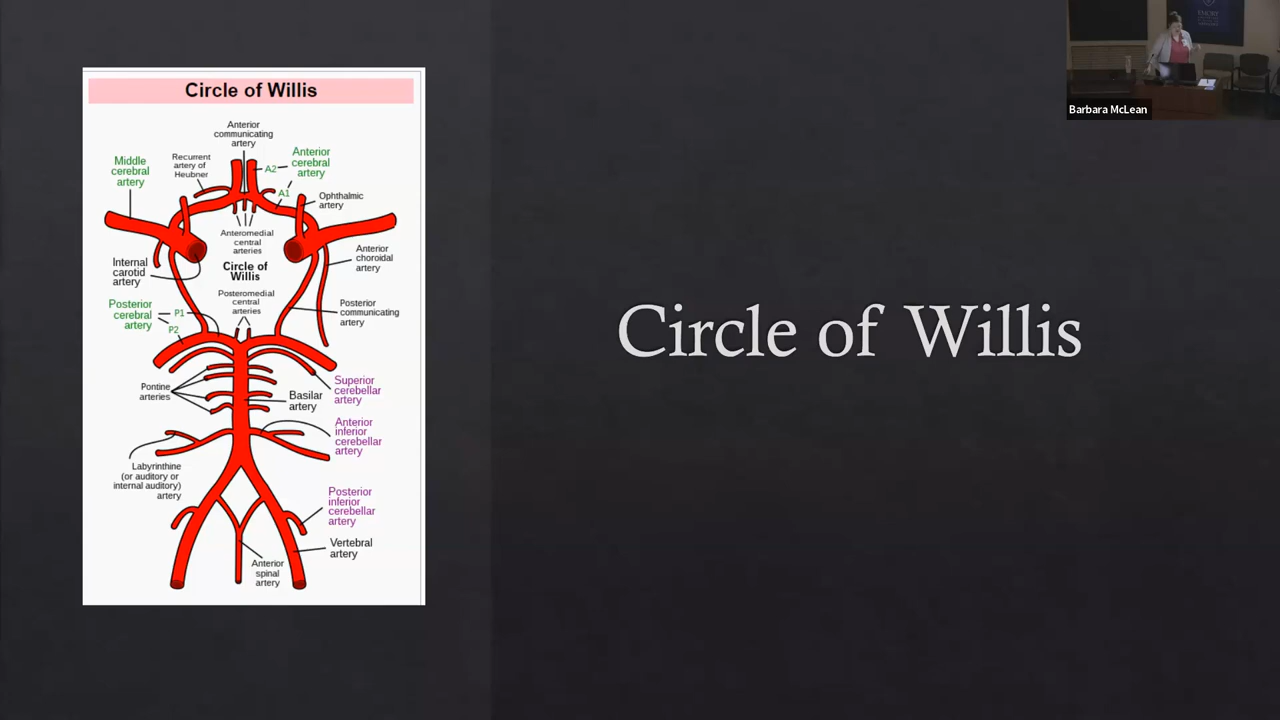 Circle of Willis
Anterior
communicating
artery
Middle
cerebral
artery
Recurrent
artery of
Heubner
A2
Anterior
cerebral
artery
A1
Ophthalmic
artery
Anteromedial
central
arteries
Internal
carotid
artery
Circle of
Willis
Anterior
choroidal
artery
Posterior
cerebral
artery
P1
P2
Posteromedial
central
arteries
Posterior
communicating
artery
Pontine
arteries
Basilar
artery
Superior
cerebellar
artery
Anterior
inferior
cerebellar
artery
Labyrinthine
(or auditory or
internal auditory)
artery
Posterior
inferior
cerebellar
artery
Vertebral
artery
Anterior
spinal
artery
Circle of Willis
EMORY
Barbara McLean